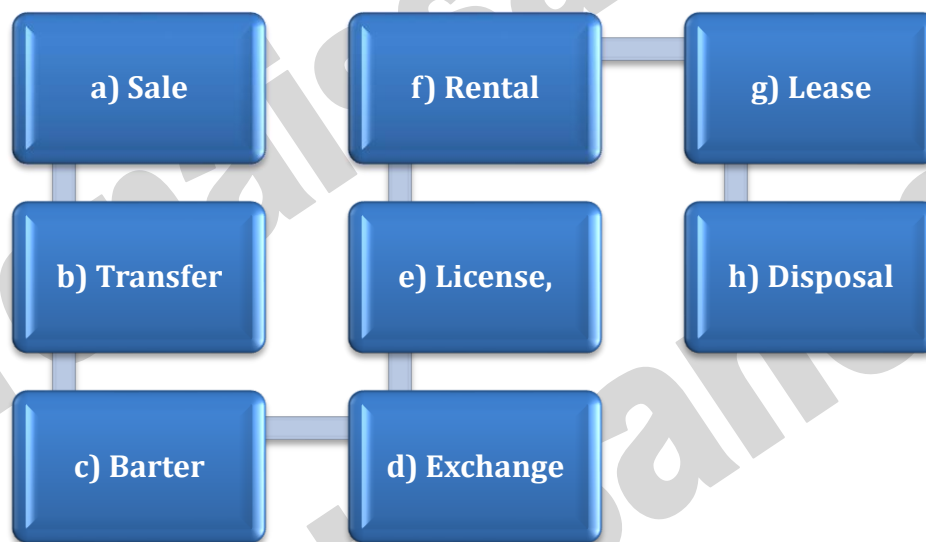 a) Sale
b) Transfer
c) Barter
d) Exchange
e) License,
f) Rental
g) Lease
h) Disposal